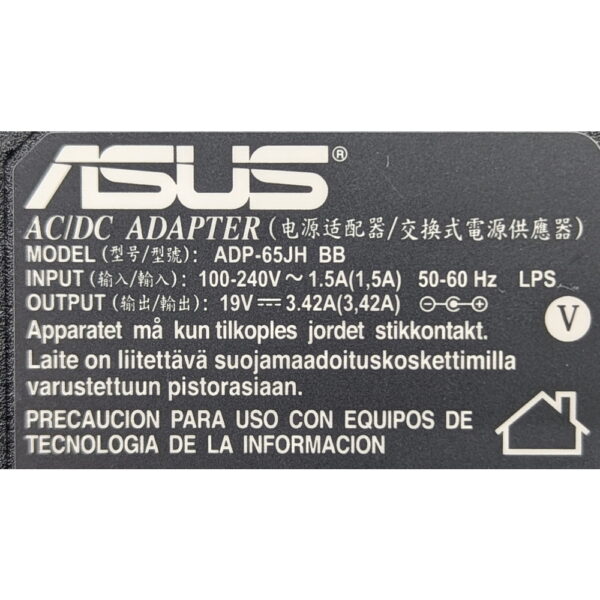 ASUS®
AC/DC ADAPTER (电源适配器/交換式電源供應器)
MODEL (型号/型號): ADP-65JH BB
INPUT (输入/輸入): 100-240V ~ 1.5A(1,5A) 50-60 Hz LPS
OUTPUT (输出/輸出): 19V ⎓ 3.42A(3,42A)
V
Apparatet må kun tilkoples jordet stikkontakt.
Laite on liitettävä suojamaadoituskoskettimilla
varustettuun pistorasiaan.
PRECAUCION PARA USO CON EQUIPOS DE
TECNOLOGIA DE LA INFORMACION